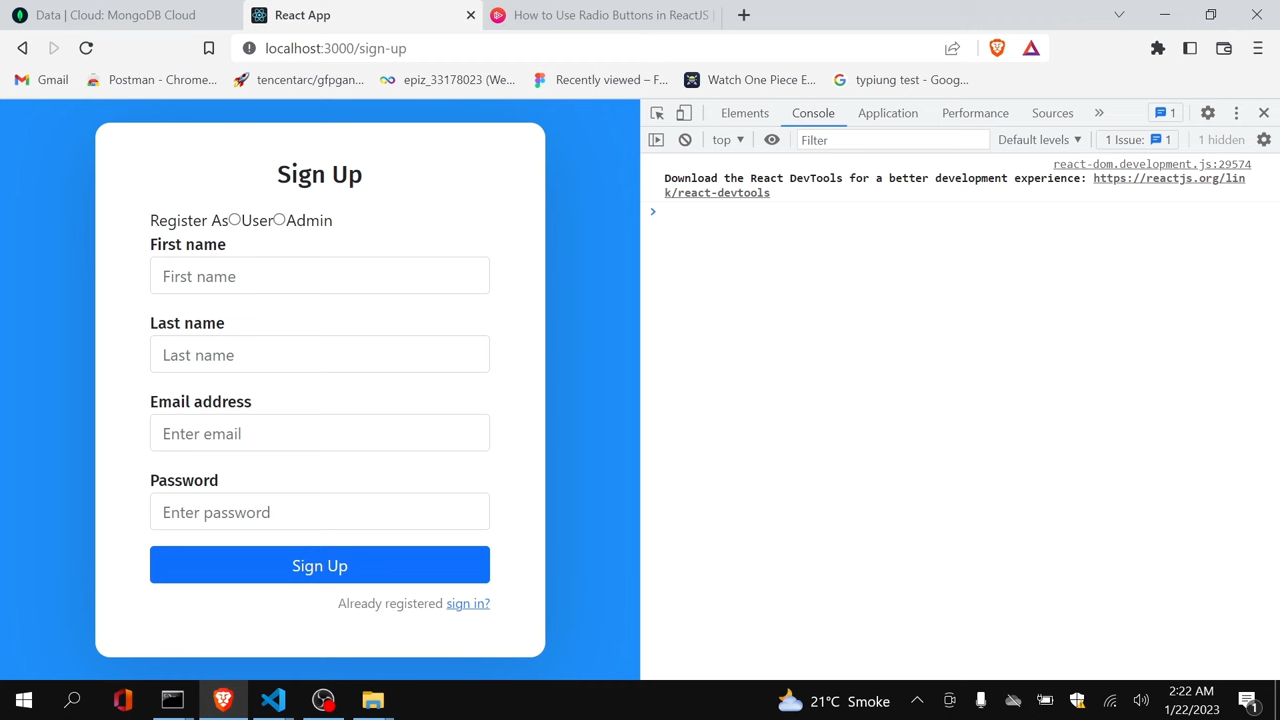 Data | Cloud: MongoDB Cloud
React App
How to Use Radio Buttons in ReactJS |
localhost:3000/sign-up
Gmail
Postman - Chrome...
tencentarc/gfpgan...
epiz_33178023 (We...
Recently viewed – F...
Watch One Piece E...
typiung test - Goog...
Elements
Console
Application
Performance
Sources
1
top
Filter
Default levels
1 Issue:
1
1 hidden
react-dom.development.js:29574
Download the React DevTools for a better development experience: https://reactjs.org/lin
k/react-devtools
Sign Up
Register As User Admin
First name
First name
Last name
Last name
Email address
Enter email
Password
Enter password
Sign Up
Already registered sign in?
21°C Smoke
2:22 AM
1/22/2023
1